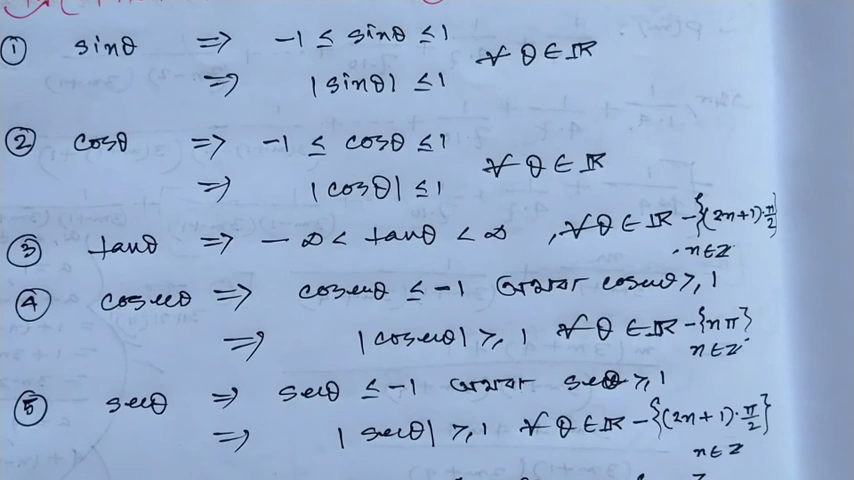 ① sinθ ⇒ -1 ≤ sinθ ≤ 1 ∀ θ ∈ ℝ
⇒ |sinθ| ≤ 1
② cosθ ⇒ -1 ≤ cosθ ≤ 1 ∀ θ ∈ ℝ
⇒ |cosθ| ≤ 1
③ tanθ ⇒ -∞ < tanθ < ∞ , ∀ θ ∈ ℝ - {(2n+1)·π/2}
n ∈ Z
④ cosecθ ⇒ cosecθ ≤ -1 অথবা cosecθ ≥ 1
⇒ |cosecθ| ≥ 1 ∀ θ ∈ ℝ - {nπ}
n ∈ Z
⑤ secθ ⇒ secθ ≤ -1 অথবা secθ ≥ 1
⇒ |secθ| ≥ 1 ∀ θ ∈ ℝ - {(2n+1)·π/2}
n ∈ Z